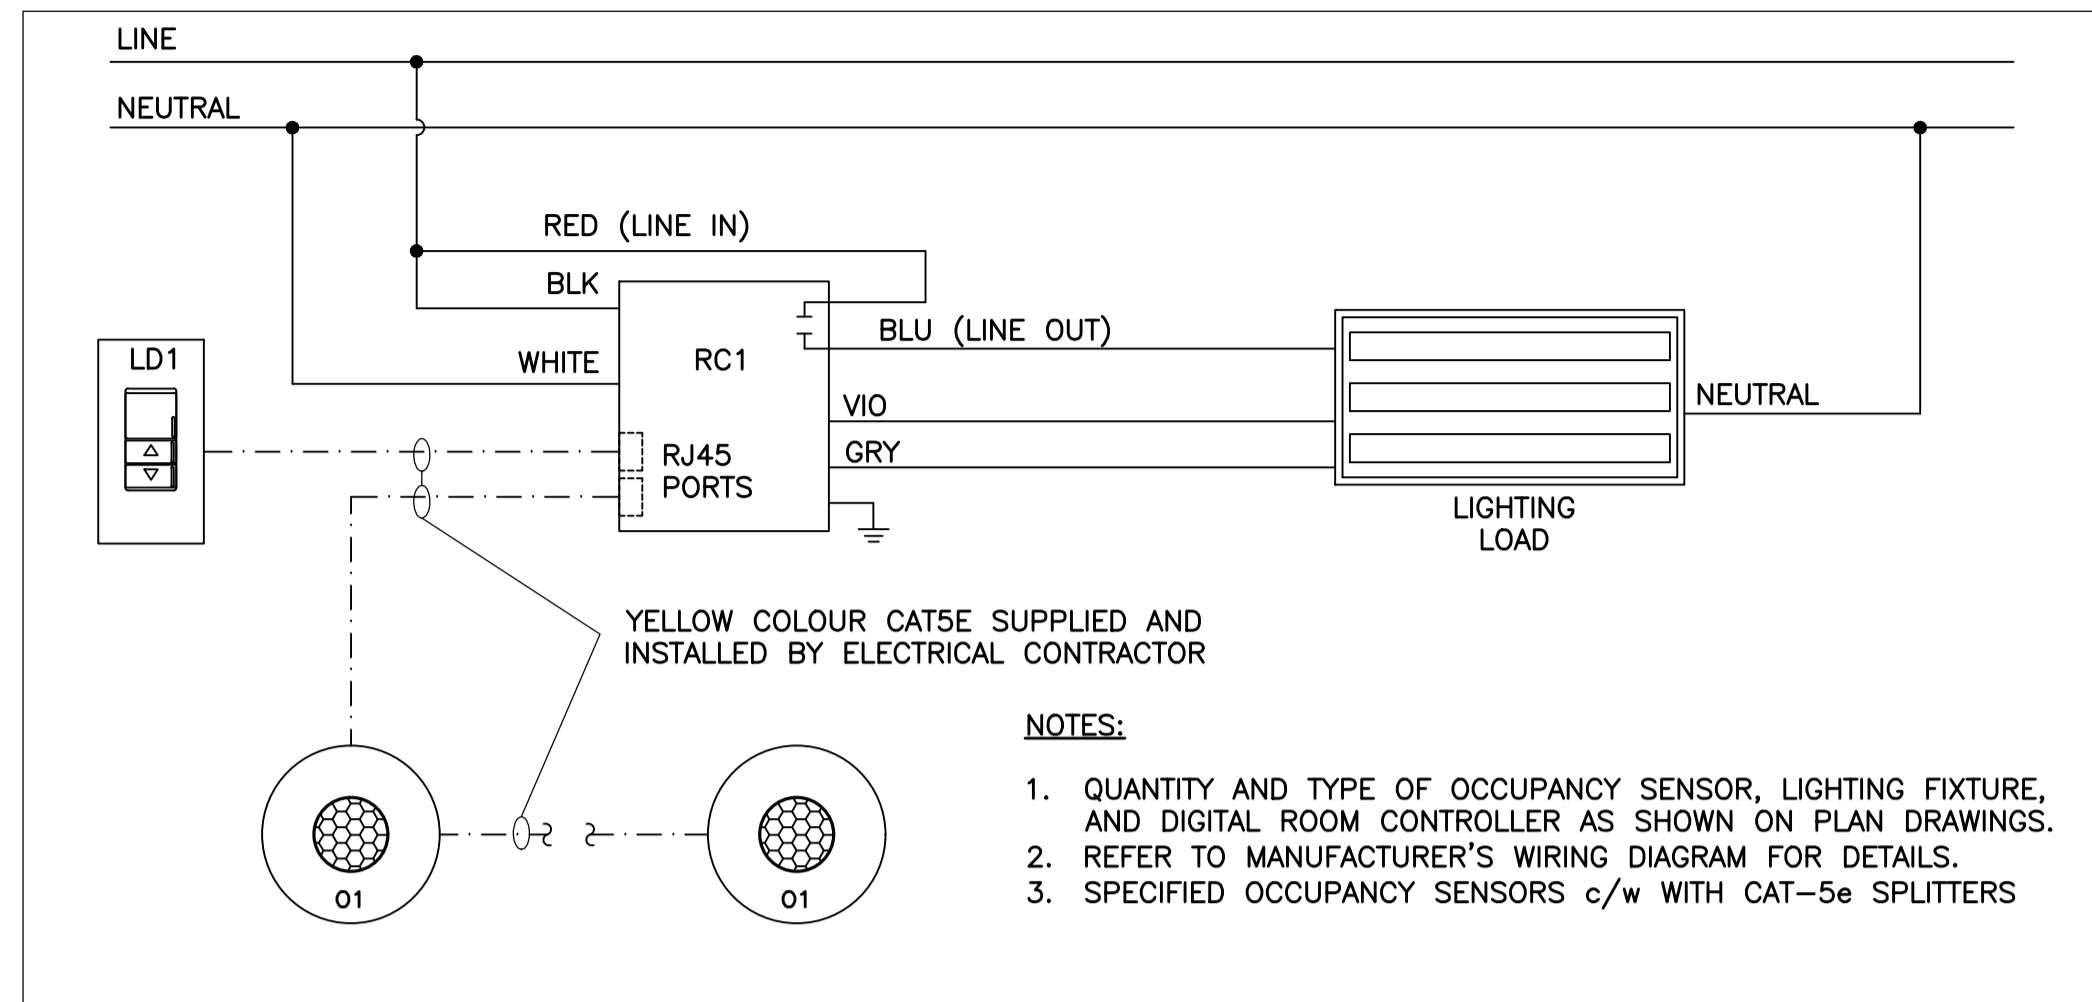 LINE
NEUTRAL
RED (LINE IN)
BLK
BLU (LINE OUT)
LD1
WHITE
RC1
VIO
NEUTRAL
GRY
RJ45
PORTS
LIGHTING
LOAD
YELLOW COLOUR CAT5E SUPPLIED AND
INSTALLED BY ELECTRICAL CONTRACTOR
NOTES:
1. QUANTITY AND TYPE OF OCCUPANCY SENSOR, LIGHTING FIXTURE,
AND DIGITAL ROOM CONTROLLER AS SHOWN ON PLAN DRAWINGS.
2. REFER TO MANUFACTURER'S WIRING DIAGRAM FOR DETAILS.
3. SPECIFIED OCCUPANCY SENSORS c/w WITH CAT-5e SPLITTERS
O1
O1